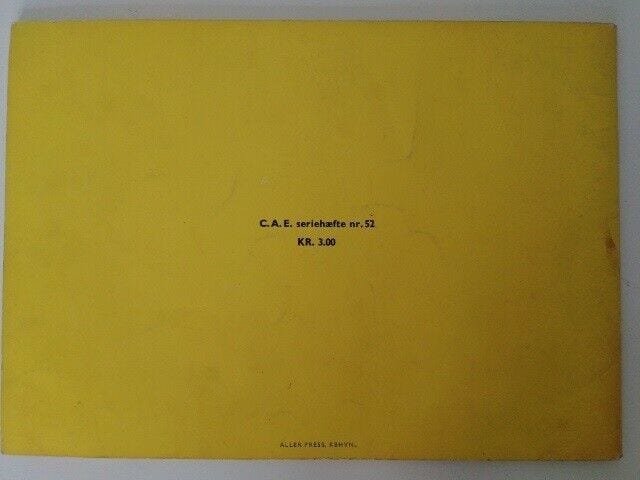 C. A. E. seriehæfte nr. 52
KR. 3.00
ALLER PRESS, KBHVN.